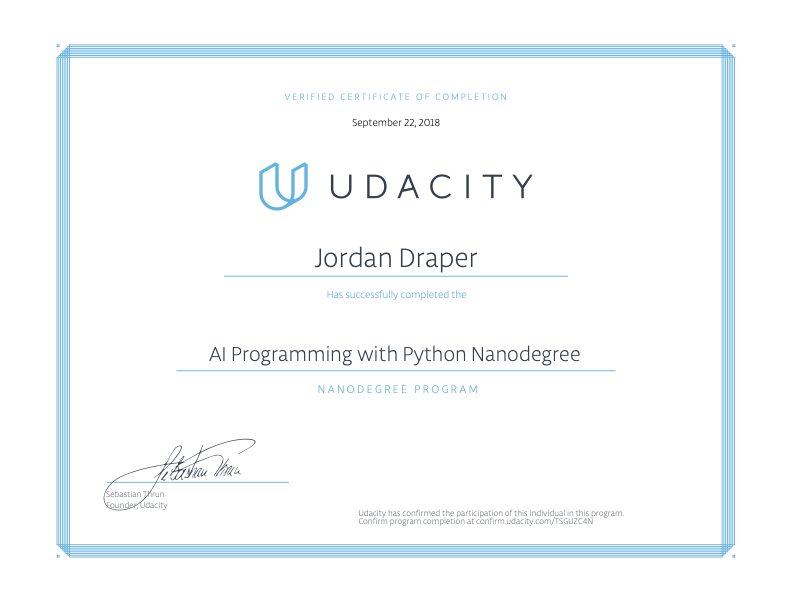 VERIFIED CERTIFICATE OF COMPLETION
September 22, 2018
UDACITY
Jordan Draper
Has successfully completed the
AI Programming with Python Nanodegree
NANODEGREE PROGRAM
Sebastian Thrun
Sebastian Thrun
Founder, Udacity
Udacity has confirmed the participation of this individual in this program.
Confirm program completion at confirm.udacity.com/TSGUZC4N